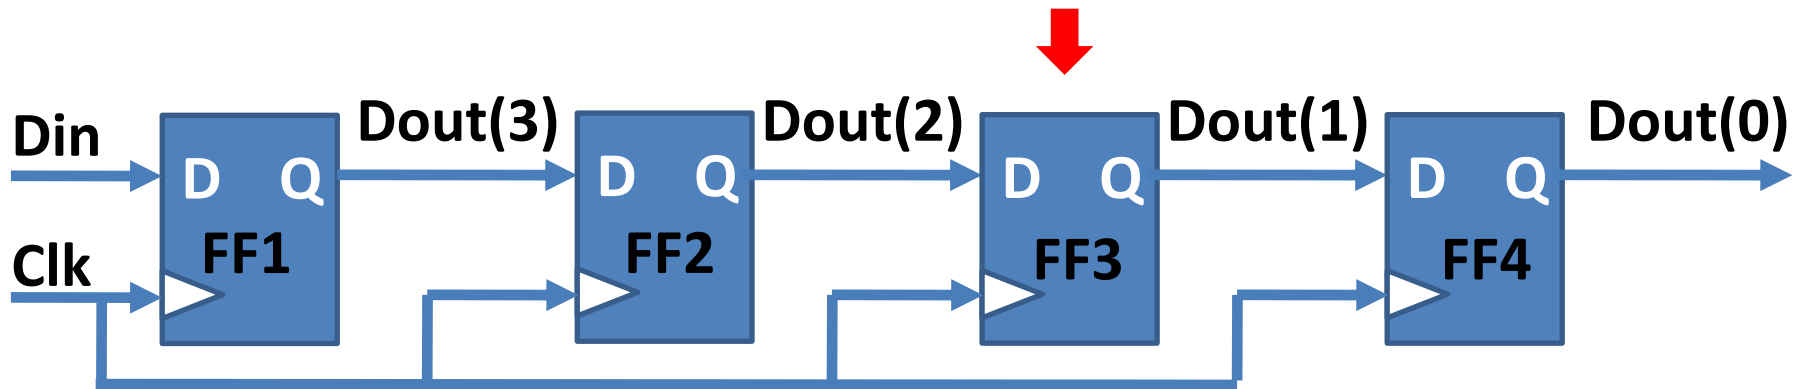 Din
Dout(3)
Dout(2)
Dout(1)
Dout(0)
D Q
D Q
D Q
D Q
FF1
FF2
FF3
FF4
Clk